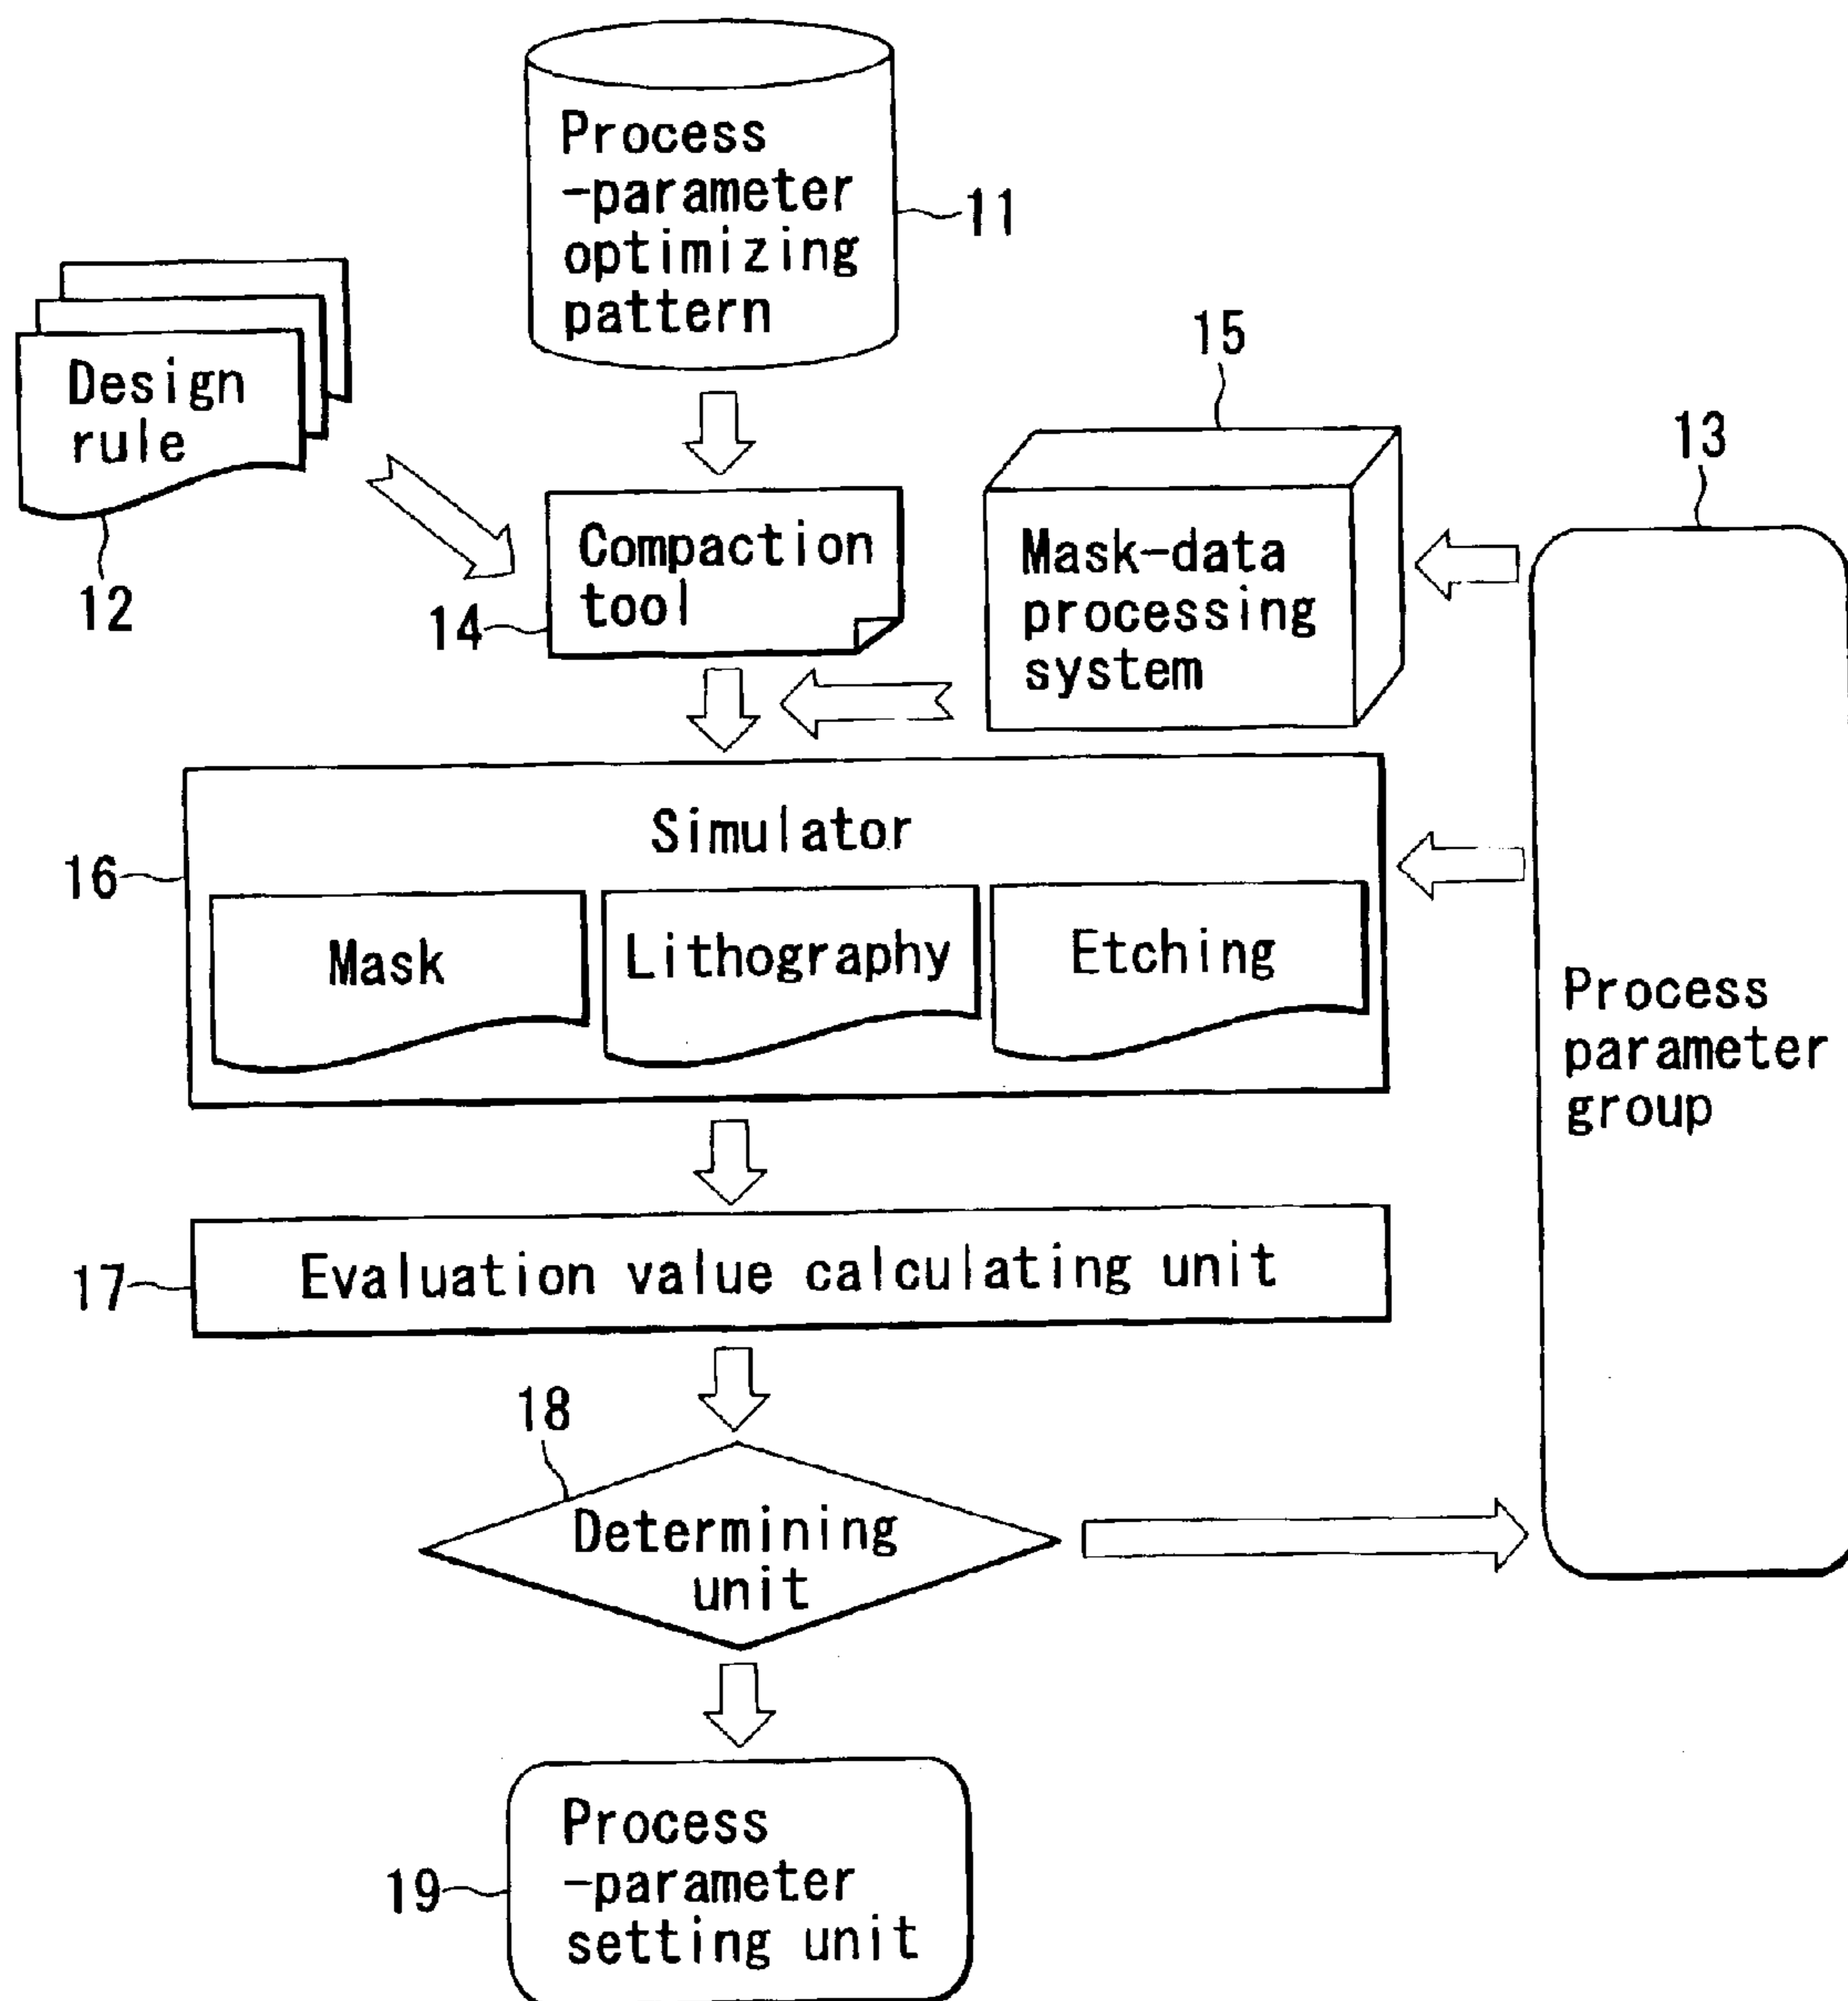 Process
-parameter
optimizing
pattern
11
Design
rule
12
15
13
Compaction
tool
14
Mask-data
processing
system
Simulator
16
Mask
Lithography
Etching
Process
parameter
group
Evaluation value calculating unit
17
18
Determining
unit
Process
-parameter
setting unit
19